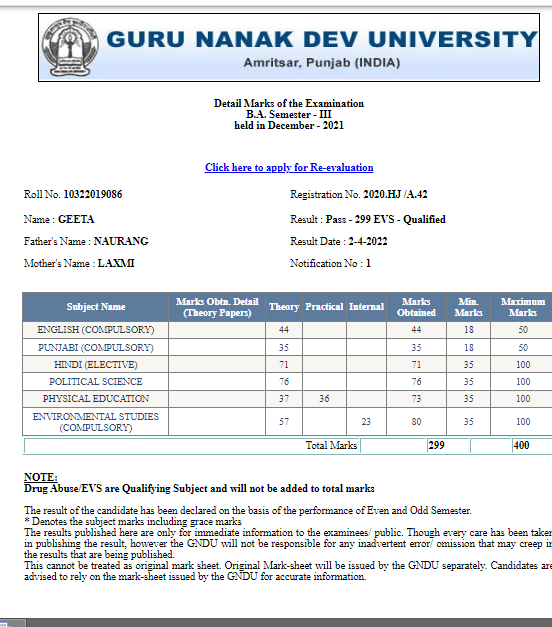 GURU NANAK DEV UNIVERSITY
Amritsar, Punjab (INDIA)
Detail Marks of the Examination
B.A. Semester - III
held in December - 2021
Click here to apply for Re-evaluation
Roll No. 10322019086 Registration No. 2020.HJ /A.42
Name : GEETA Result : Pass - 299 EVS - Qualified
Father's Name : NAURANG Result Date : 2-4-2022
Mother's Name : LAXMI Notification No : 1
Subject Name Marks Obtn. Detail (Theory Papers) Theory Practical Internal Marks Obtained Min. Marks Maximum Marks
ENGLISH (COMPULSORY) 44 44 18 50
PUNJABI (COMPULSORY) 35 35 18 50
HINDI (ELECTIVE) 71 71 35 100
POLITICAL SCIENCE 76 76 35 100
PHYSICAL EDUCATION 37 36 73 35 100
ENVIRONMENTAL STUDIES (COMPULSORY) 57 23 80 35 100
Total Marks 299 400
NOTE:
Drug Abuse/EVS are Qualifying Subject and will not be added to total marks
The result of the candidate has been declared on the basis of the performance of Even and Odd Semester.
* Denotes the subject marks including grace marks
The results published here are only for immediate information to the examinees/ public. Though every care has been taken
in publishing the result, however the GNDU will not be responsible for any inadvertent error/ omission that may creep in
the results that are being published.
This cannot be treated as original mark sheet. Original Mark-sheet will be issued by the GNDU separately. Candidates are
advised to rely on the mark-sheet issued by the GNDU for accurate information.